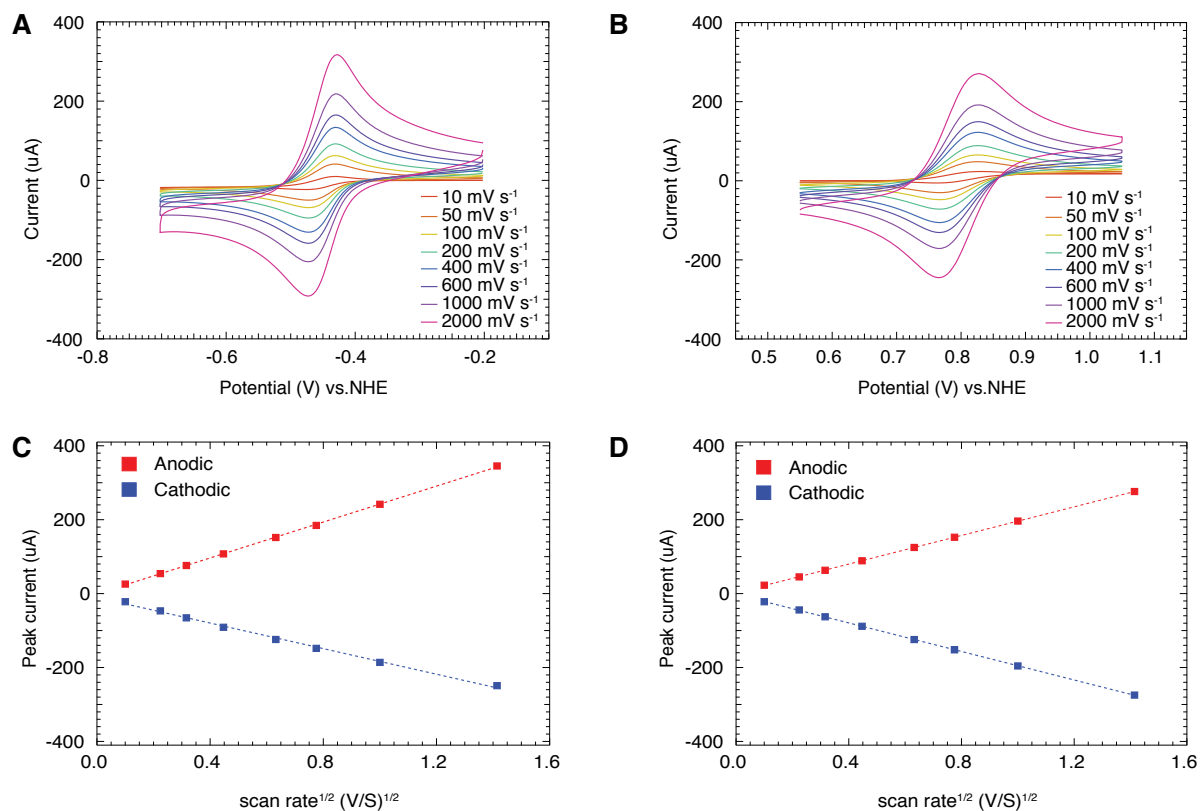 A
400
200
0
-200
-400
Current (uA)
10 mV s⁻¹
50 mV s⁻¹
100 mV s⁻¹
200 mV s⁻¹
400 mV s⁻¹
600 mV s⁻¹
1000 mV s⁻¹
2000 mV s⁻¹
-0.8 -0.6 -0.4 -0.2
Potential (V) vs.NHE
B
400
200
0
-200
-400
Current (uA)
10 mV s⁻¹
50 mV s⁻¹
100 mV s⁻¹
200 mV s⁻¹
400 mV s⁻¹
600 mV s⁻¹
1000 mV s⁻¹
2000 mV s⁻¹
0.5 0.6 0.7 0.8 0.9 1.0 1.1
Potential (V) vs.NHE
C
400
200
0
-200
-400
Peak current (uA)
Anodic
Cathodic
0.0 0.4 0.8 1.2 1.6
scan rate¹/² (V/S)¹/²
D
400
200
0
-200
-400
Peak current (uA)
Anodic
Cathodic
0.0 0.4 0.8 1.2 1.6
scan rate¹/² (V/S)¹/²